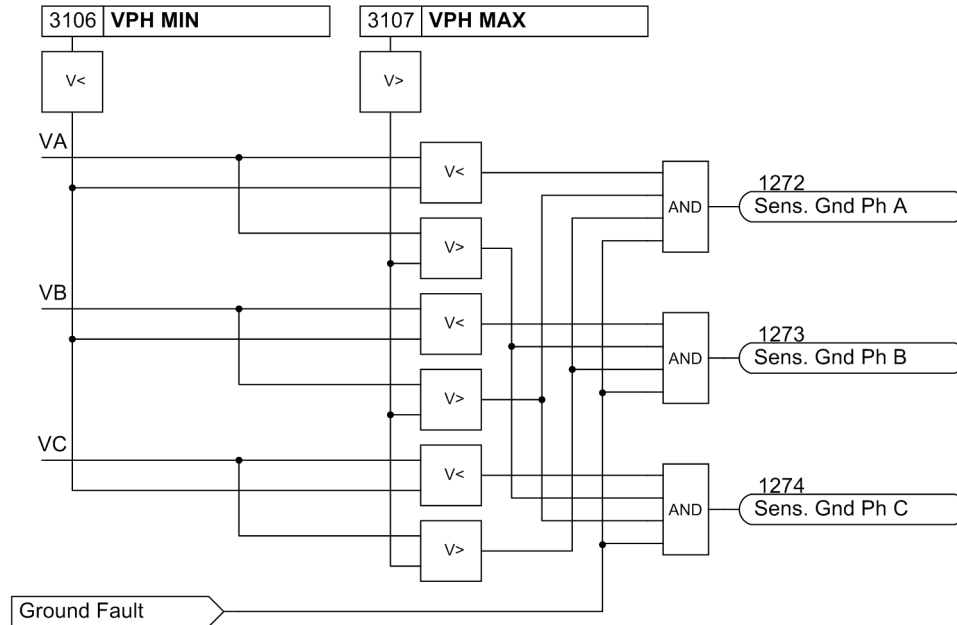 3106 VPH MIN
3107 VPH MAX
V<
V>
VA
V<
1272
Sens. Gnd Ph A
AND
V>
VB
V<
1273
Sens. Gnd Ph B
AND
V>
VC
V<
1274
Sens. Gnd Ph C
AND
V>
Ground Fault